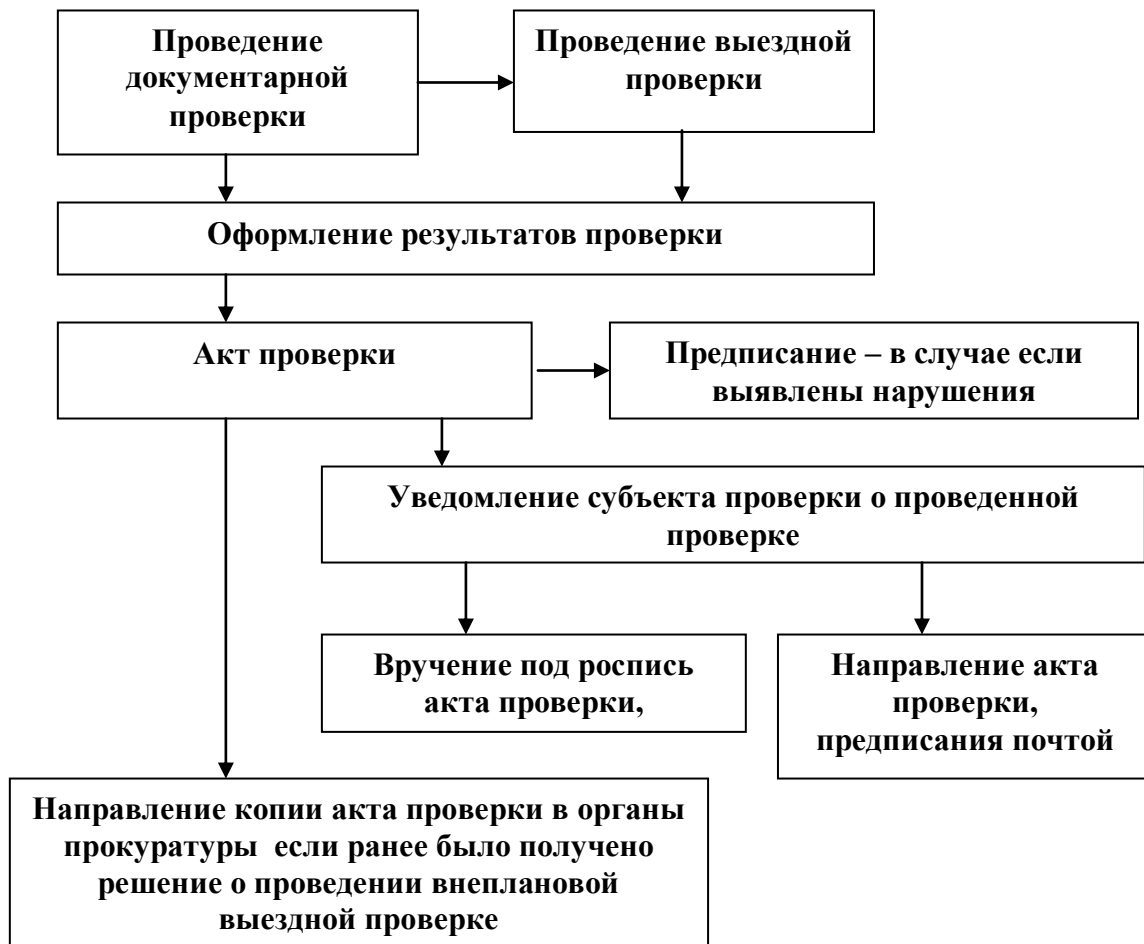 Проведение
документарной
проверки
Проведение выездной
проверки
Оформление результатов проверки
Акт проверки
Предписание – в случае если
выявлены нарушения
Уведомление субъекта проверки о проведенной
проверке
Вручение под роспись
акта проверки,
Направление акта
проверки,
предписания почтой
Направление копии акта проверки в органы
прокуратуры если ранее было получено
решение о проведении внеплановой
выездной проверке